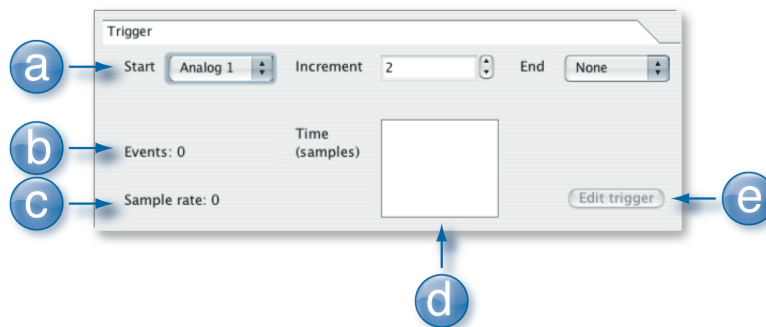 Trigger
a Start Analog 1 Increment 2 End None
b Events: 0 Time
(samples)
c Sample rate: 0 Edit trigger e
d